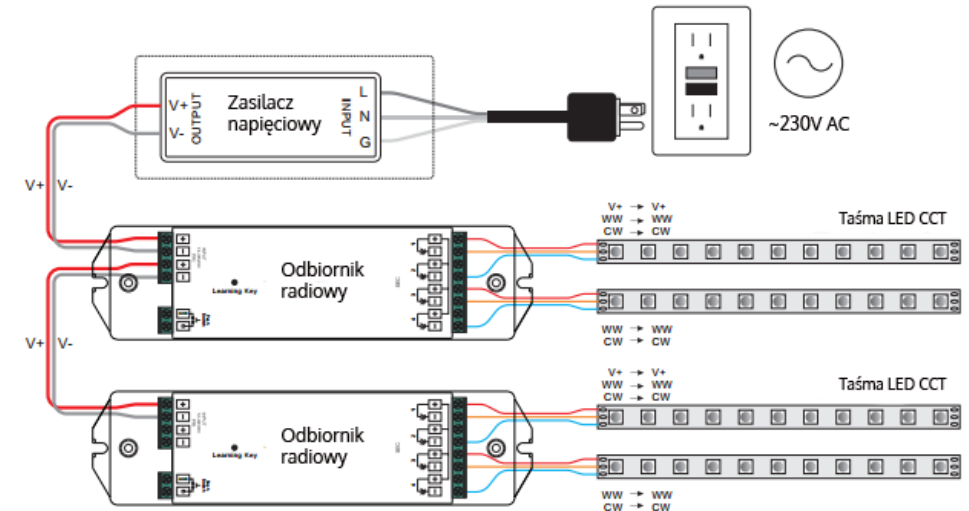 Zasilacz
napięciowy
V+
V-
OUTPUT
INPUT
L
N
G
~230V AC
V+ V-
V+ → V+
WW → WW
CW → CW
Taśma LED CCT
Odbiornik
radiowy
Learning Key
WW → WW
CW → CW
V+ V-
V+ → V+
WW → WW
CW → CW
Taśma LED CCT
Odbiornik
radiowy
Learning Key
WW → WW
CW → CW